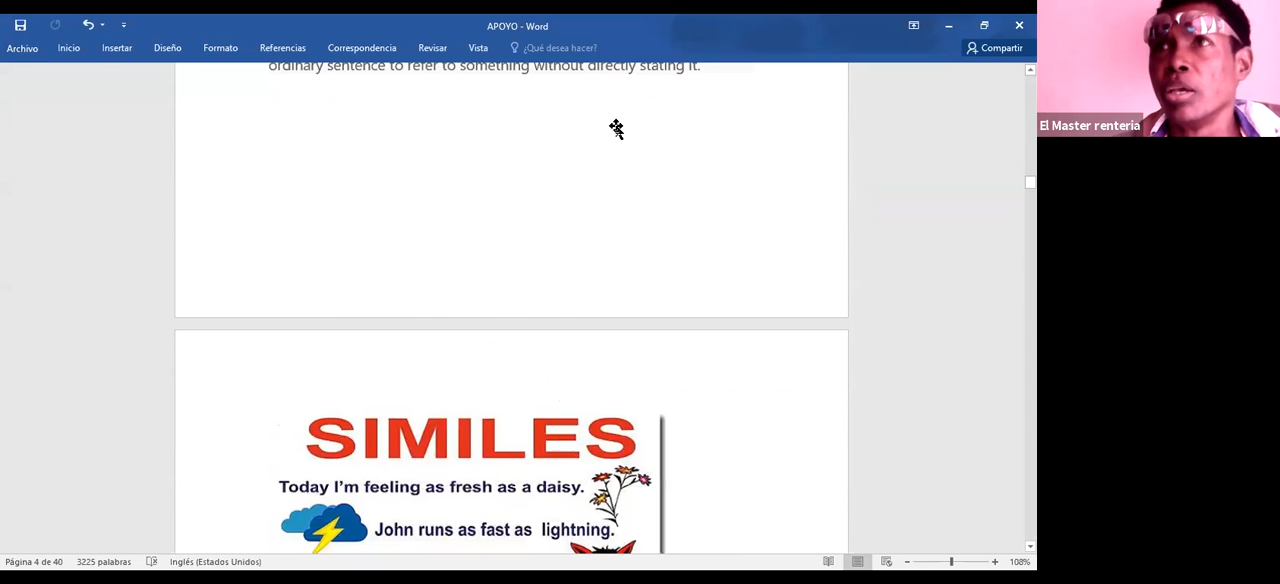 APOYO - Word
Archivo Inicio Insertar Diseño Formato Referencias Correspondencia Revisar Vista ¿Qué desea hacer? Compartir
ordinary sentence to refer to something without directly stating it.
El Master renteria
SIMILES
Today I'm feeling as fresh as a daisy.
John runs as fast as lightning.
Página 4 de 40 3225 palabras Inglés (Estados Unidos) 108%